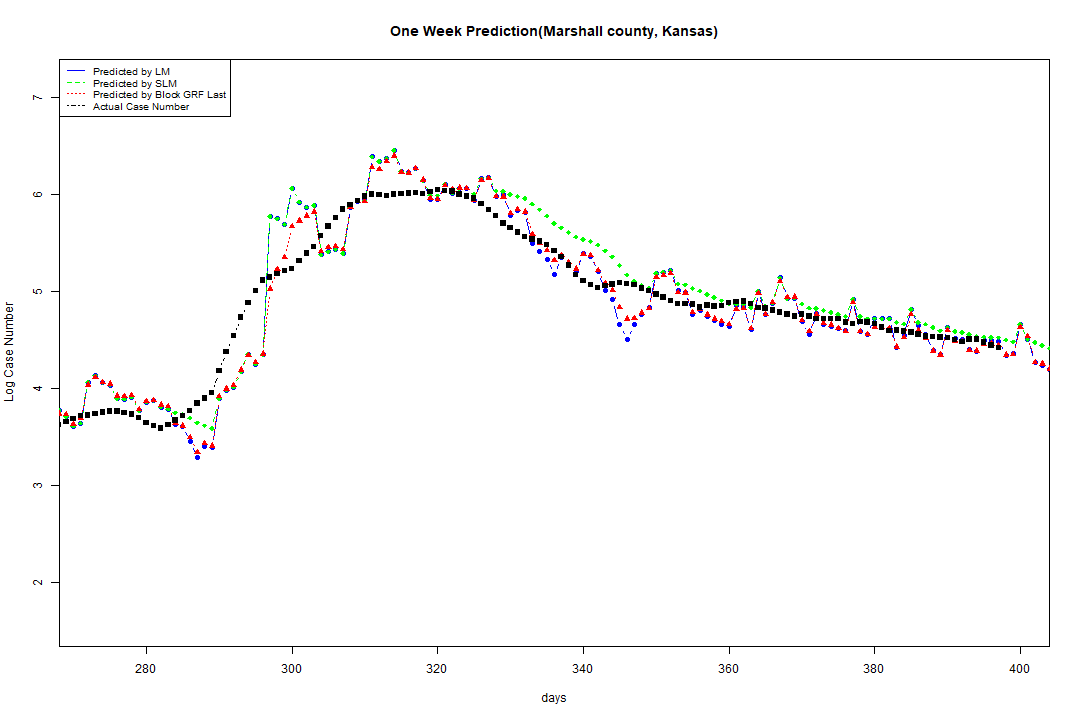 One Week Prediction(Marshall county, Kansas)
Predicted by LM
Predicted by SLM
Predicted by Block GRF Last
Actual Case Number
Log Case Number
7
6
5
4
3
2
280 300 320 340 360 380 400
days